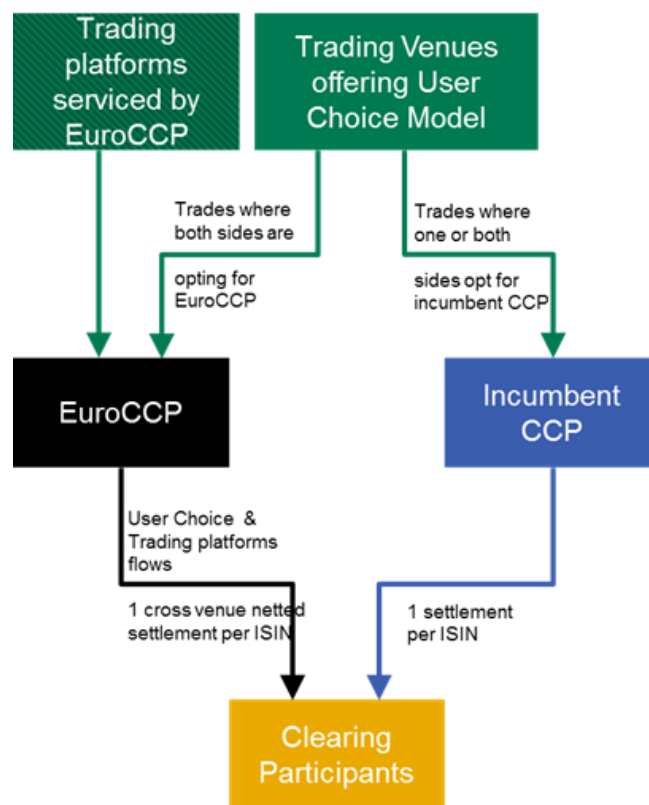 Trading
platforms
serviced by
EuroCCP
Trading Venues
offering User
Choice Model
Trades where
both sides are
opting for
EuroCCP
Trades where
one or both
sides opt for
incumbent CCP
EuroCCP
Incumbent
CCP
User Choice &
Trading platforms
flows
1 cross venue netted
settlement per ISIN
1 settlement
per ISIN
Clearing
Participants